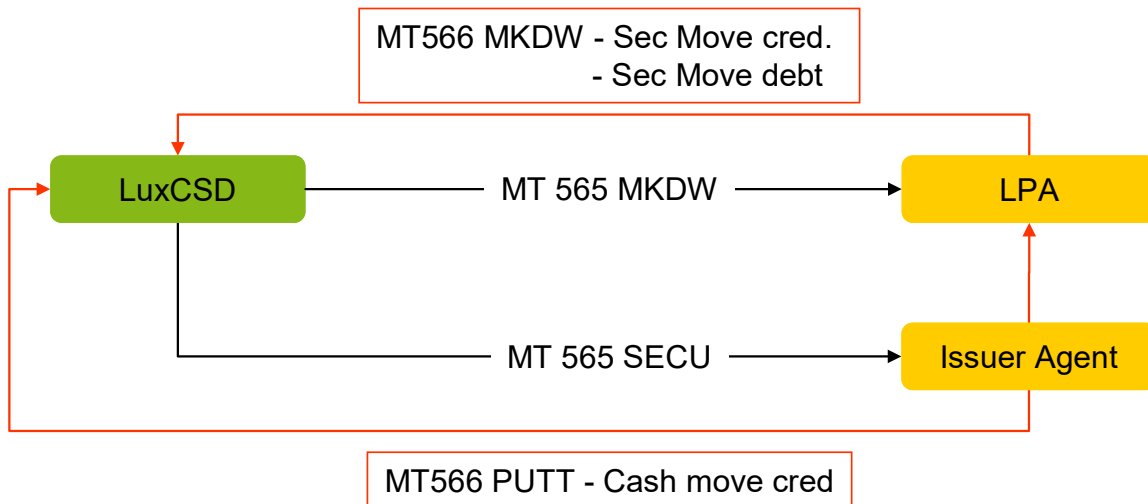 MT566 MKDW - Sec Move cred.
- Sec Move debt
LuxCSD
MT 565 MKDW
LPA
MT 565 SECU
Issuer Agent
MT566 PUTT - Cash move cred